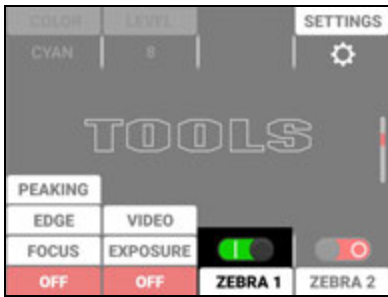 COLOR LEVEL SETTINGS
CYAN 8
TOOLS
PEAKING
EDGE VIDEO
FOCUS EXPOSURE
OFF OFF ZEBRA 1 ZEBRA 2